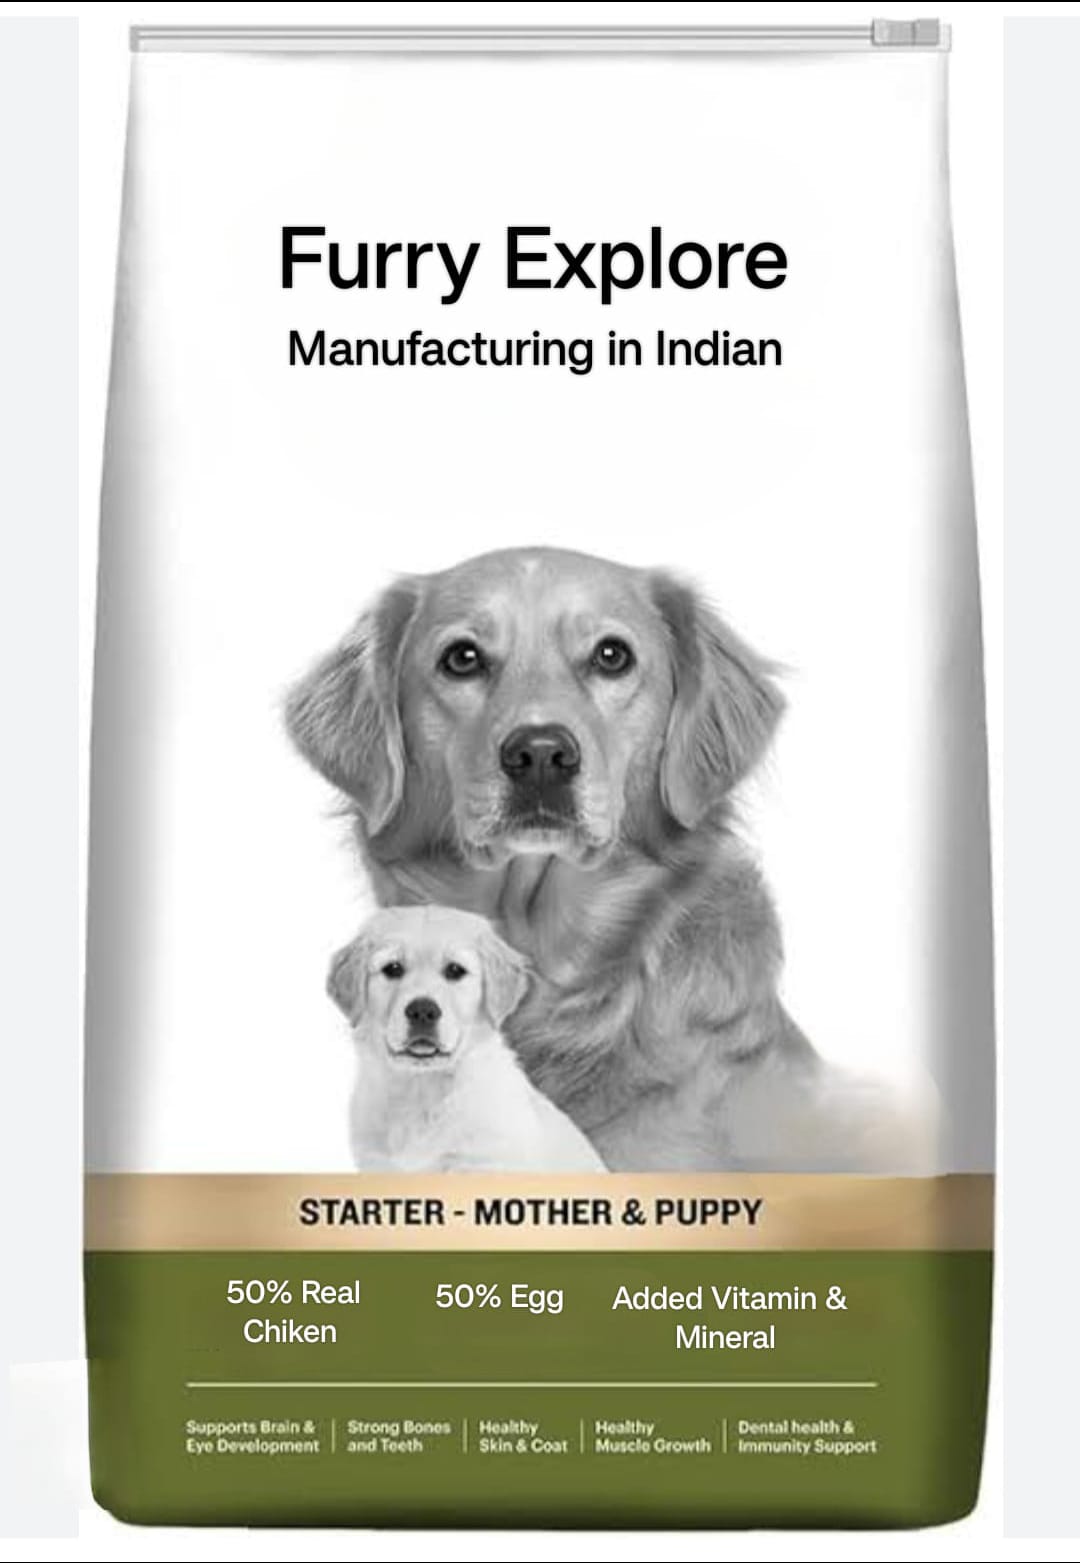 Furry Explore
Manufacturing in Indian
STARTER - MOTHER & PUPPY
50% Real
Chiken
50% Egg
Added Vitamin &
Mineral
Supports Brain &
Eye Development
Strong Bones
and Teeth
Healthy
Skin & Coat
Healthy
Muscle Growth
Dental health &
Immunity Support